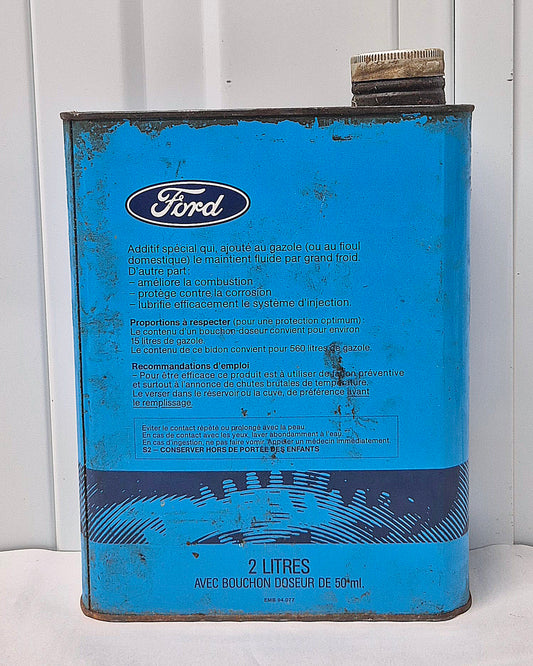 Ford
Additif spécial qui, ajouté au gazole (ou au fioul
domestique) le maintient fluide par grand froid.
D'autre part:
– améliore la combustion
– protège contre la corrosion
– lubrifie efficacement le système d'injection.
Proportions à respecter (pour une protection optimum):
Le contenu d'un bouchon doseur convient pour environ
15 litres de gazole.
Le contenu de ce bidon convient pour 560 litres de gazole.
Recommandations d'emploi
– Pour être efficace ce produit est à utiliser de façon préventive
et surtout à l'annonce de chutes brutales de température.
Le verser dans le réservoir ou la cuve, de préférence avant
le remplissage.
Eviter le contact répété ou prolongé avec la peau.
En cas de contact avec les yeux, laver abondamment à l'eau.
En cas d'ingestion, ne pas faire vomir. Appeler un médecin immédiatement.
S2 – CONSERVER HORS DE PORTÉE DES ENFANTS
2 LITRES
AVEC BOUCHON DOSEUR DE 50 ml.
EMB 94.077